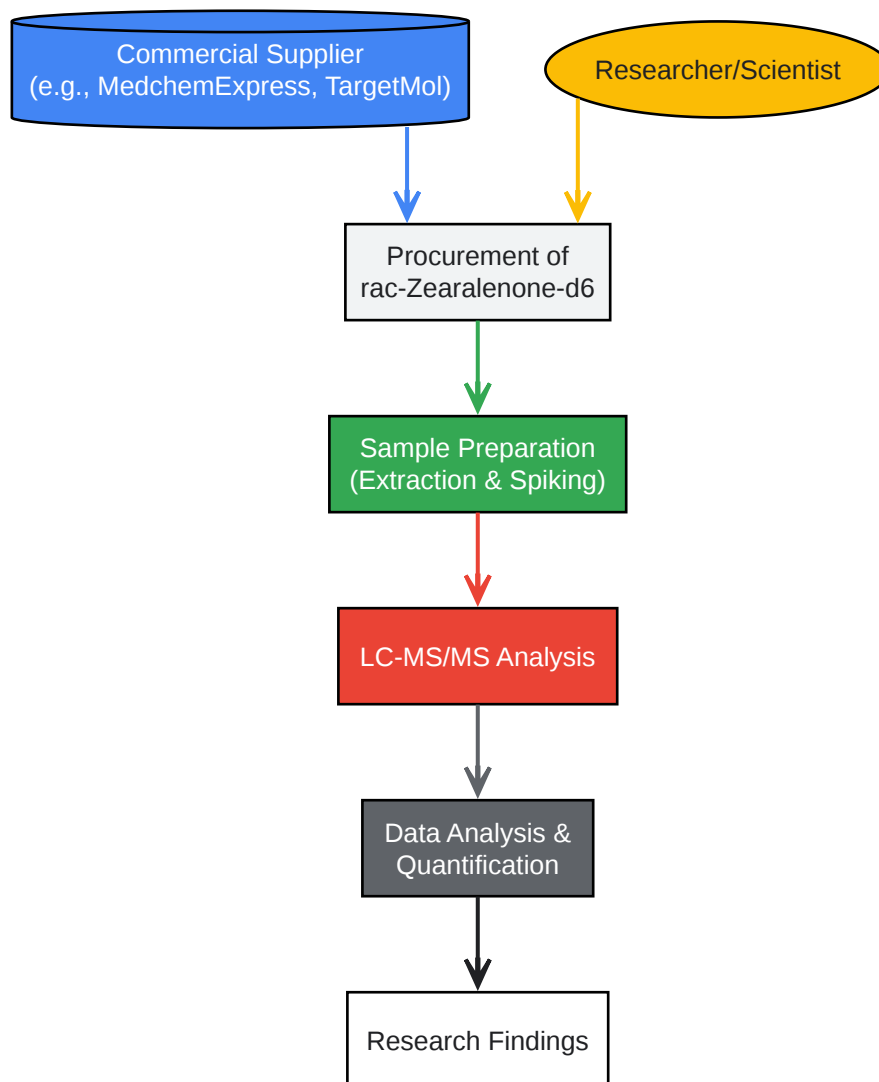 Commercial Supplier
(e.g., MedchemExpress, TargetMol)
Researcher/Scientist
Procurement of
rac-Zearalenone-d6
Sample Preparation
(Extraction & Spiking)
LC-MS/MS Analysis
Data Analysis &
Quantification
Research Findings